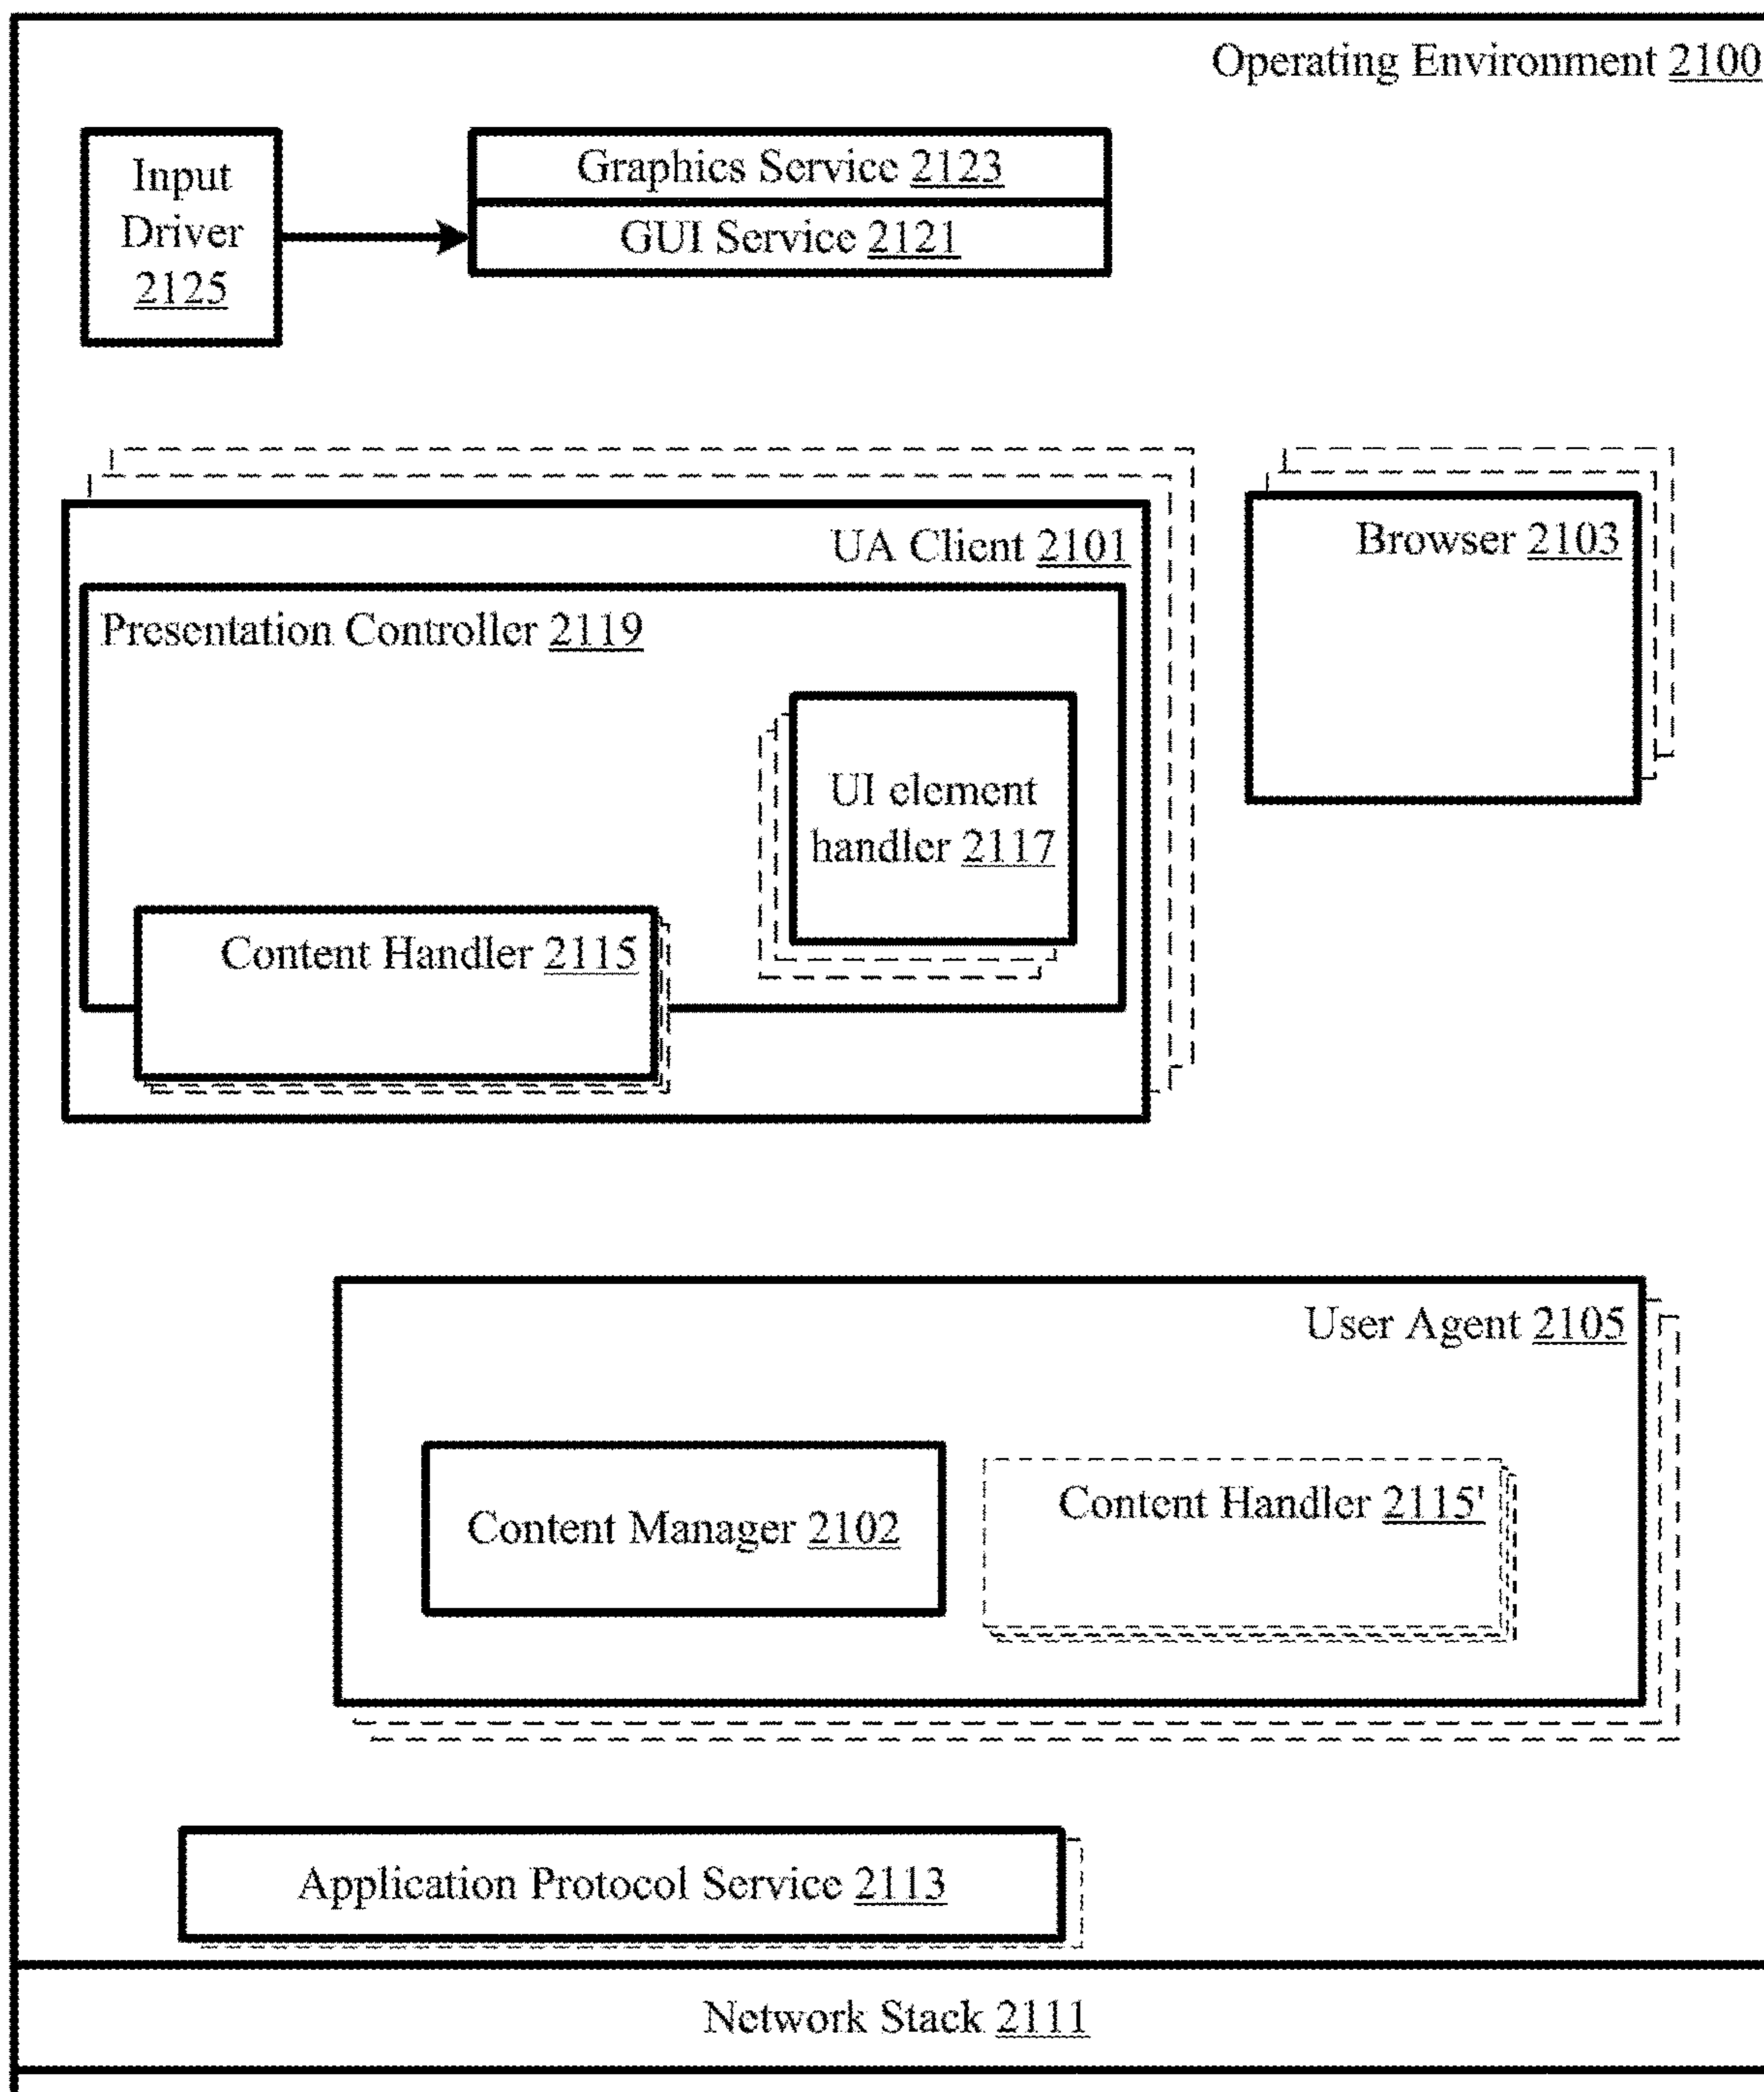 Operating Environment 2100
Input
Driver
2125
Graphics Service 2123
GUI Service 2121
UA Client 2101
Browser 2103
Presentation Controller 2119
UI element
handler 2117
Content Handler 2115
User Agent 2105
Content Manager 2102
Content Handler 2115'
Application Protocol Service 2113
Network Stack 2111